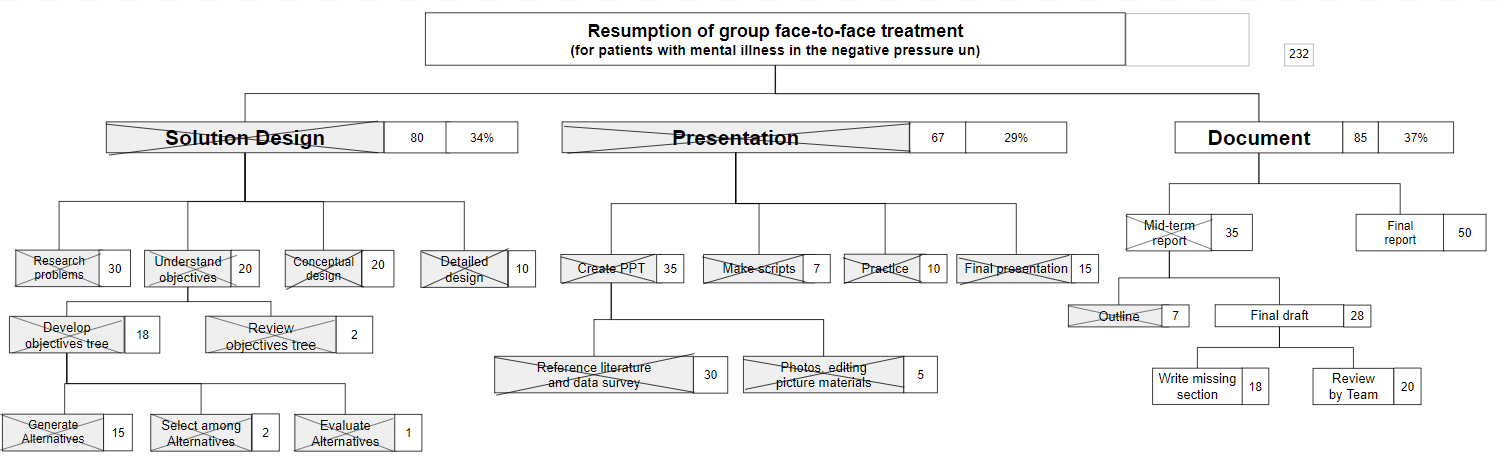 Resumption of group face-to-face treatment
(for patients with mental illness in the negative pressure un)
232
Solution Design
80
34%
Presentation
67
29%
Document
85
37%
Research
problems
30
Understand
objectives
20
Conceptual
design
20
Detailed
design
10
Create PPT
35
Make scripts
7
Practice
10
Final presentation
15
Mid-term
report
35
Final
report
50
Develop
objectives tree
18
Review
objectives tree
2
Outline
7
Final draft
28
Reference literature
and data survey
30
Photos, editing
picture materials
5
Write missing
section
18
Review
by Team
20
Generate
Alternatives
15
Select among
Alternatives
2
Evaluate
Alternatives
1